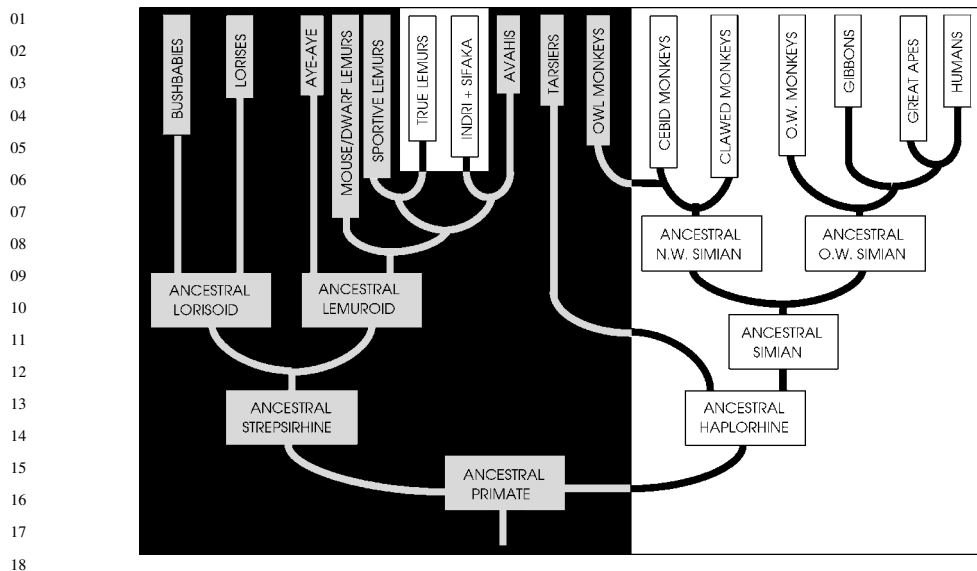 01
02
03
04
05
06
07
08
09
10
11
12
13
14
15
16
17
18
BUSHBABIES
LORISES
AYE-AYE
MOUSE/DWARF LEMURS
SPORTIVE LEMURS
TRUE LEMURS
INDRI + SIFAKA
AVAHIS
TARSIERS
OWL MONKEYS
CEBID MONKEYS
CLAWED MONKEYS
O.W. MONKEYS
GIBBONS
GREAT APES
HUMANS
ANCESTRAL
N.W. SIMIAN
ANCESTRAL
O.W. SIMIAN
ANCESTRAL
LORISOID
ANCESTRAL
LEMUROID
ANCESTRAL
SIMIAN
ANCESTRAL
STREPSIRHINE
ANCESTRAL
HAPLORHINE
ANCESTRAL
PRIMATE